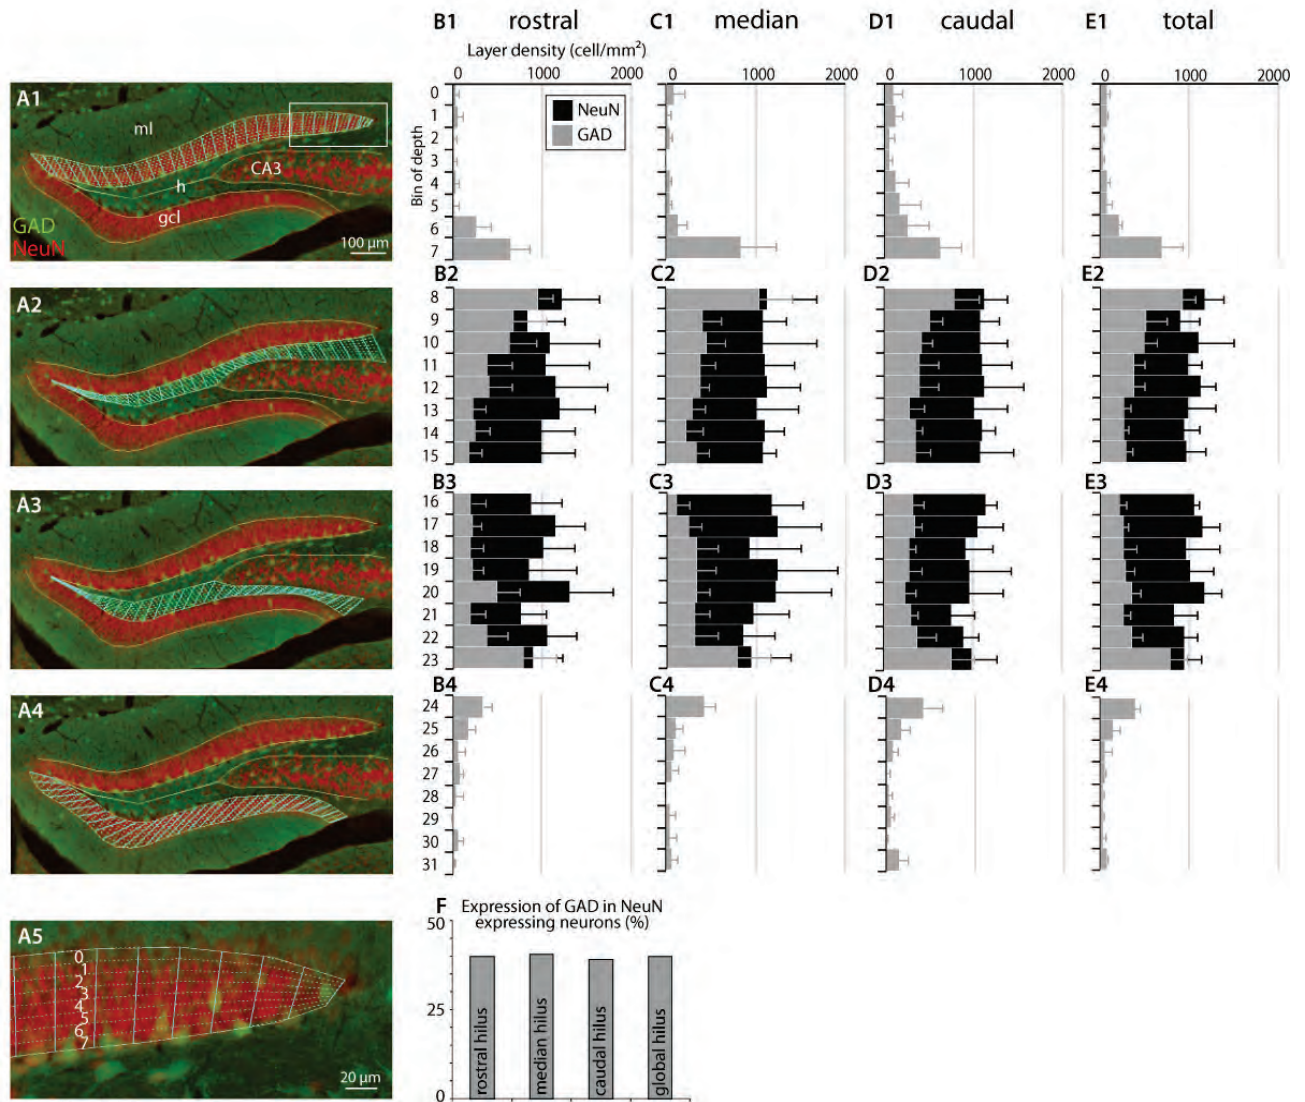 B1 rostral C1 median D1 caudal E1 total
Layer density (cell/mm²)
0 1000 2000 0 1000 2000 0 1000 2000 0 1000 2000
A1
ml
CA3
h
gcl
GAD
NeuN
100 µm
Bin of depth
0
1
2
3
4
5
6
7
NeuN
GAD
A2
B2 C2 D2 E2
8
9
10
11
12
13
14
15
A3
B3 C3 D3 E3
16
17
18
19
20
21
22
23
A4
B4 C4 D4 E4
24
25
26
27
28
29
30
31
A5
0
1
2
3
4
5
6
7
20 µm
F Expression of GAD in NeuN
expressing neurons (%)
50
25
0
rostral hilus
median hilus
caudal hilus
global hilus